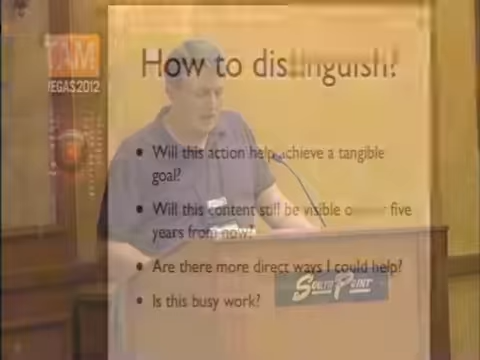 TAM
VEGAS2012
How to distinguish?
• Will this action help achieve a tangible
goal?
• Will this content still be visible five
years from now?
• Are there more direct ways I could help?
SOUTH POINT
• Is this busy work?